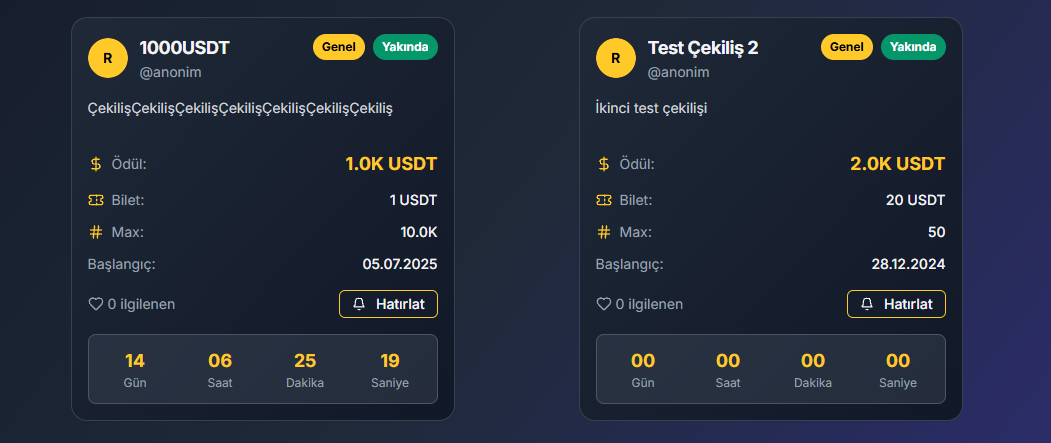 R
1000USDT
Genel
Yakında
@anonim
ÇekilişÇekilişÇekilişÇekilişÇekilişÇekilişÇekiliş
Ödül:
1.0K USDT
Bilet:
1 USDT
Max:
10.0K
Başlangıç:
05.07.2025
0 ilgilenen
Hatırlat
14 06 25 19
Gün Saat Dakika Saniye
R
Test Çekiliş 2
Genel
Yakında
@anonim
İkinci test çekilişi
Ödül:
2.0K USDT
Bilet:
20 USDT
Max:
50
Başlangıç:
28.12.2024
0 ilgilenen
Hatırlat
00 00 00 00
Gün Saat Dakika Saniye